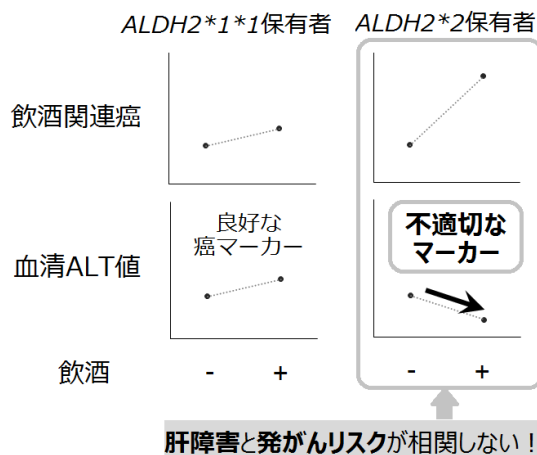 ALDH2*1*1保有者
ALDH2*2保有者
飲酒関連癌
良好な
癌マーカー
不適切な
マーカー
血清ALT値
飲酒
-
+
-
+
肝障害と発がんリスクが相関しない！